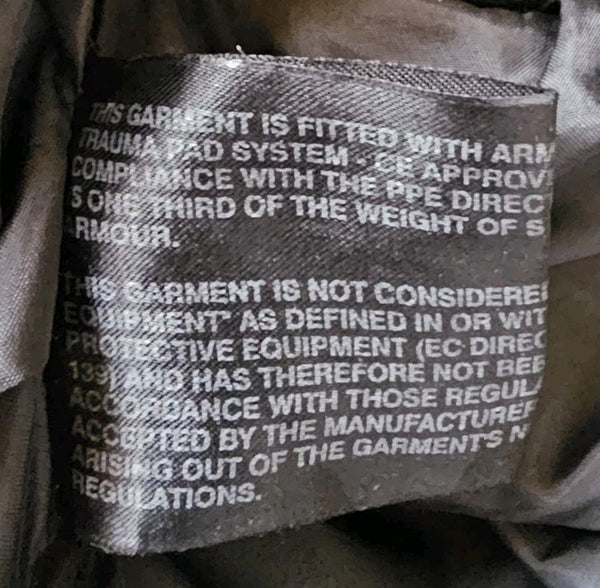 THIS GARMENT IS FITTED WITH ARM
TRAUMA PAD SYSTEM - CE APPROV
COMPLIANCE WITH THE PPE DIREC
S ONE THIRD OF THE WEIGHT OF S
RMOUR.
THIS GARMENT IS NOT CONSIDERE
EQUIPMENT" AS DEFINED IN OR WIT
PROTECTIVE EQUIPMENT (EC DIREC
AND HAS THEREFORE NOT BEE
ACCORDANCE WITH THOSE REGUL
ACCEPTED BY THE MANUFACTURER
ARISING OUT OF THE GARMENT'S N
REGULATIONS.